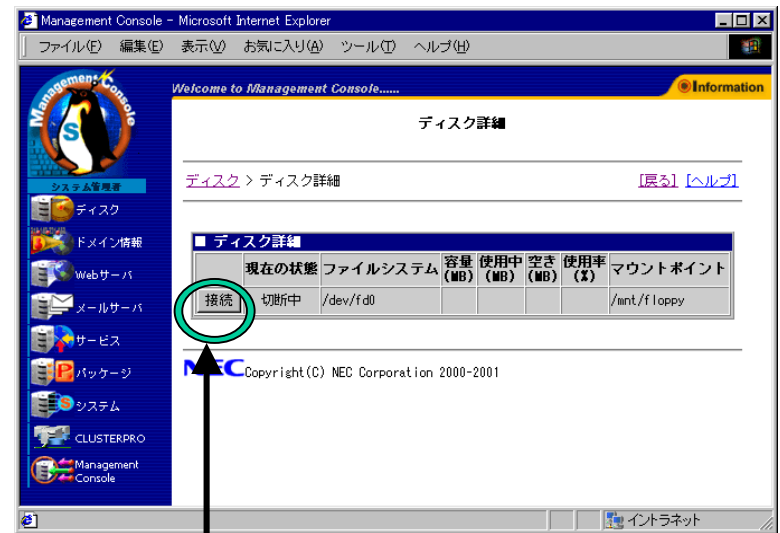 Management Console - Microsoft Internet Explorer
ファイル(F) 編集(E) 表示(V) お気に入り(A) ツール(T) ヘルプ(H)
Management Console
Welcome to Management Console......
Information
ディスク詳細
システム管理者
ディスク > ディスク詳細
[戻る] [ヘルプ]
ディスク
ドメイン情報
Webサーバ
メールサーバ
サービス
パッケージ
システム
CLUSTERPRO
Management
Console
■ ディスク詳細
現在の状態 ファイルシステム 容量(MB) 使用中(MB) 空き(MB) 使用率(%) マウントポイント
接続 切断中 /dev/fd0 /mnt/floppy
NEC Copyright(C) NEC Corporation 2000-2001
イントラネット